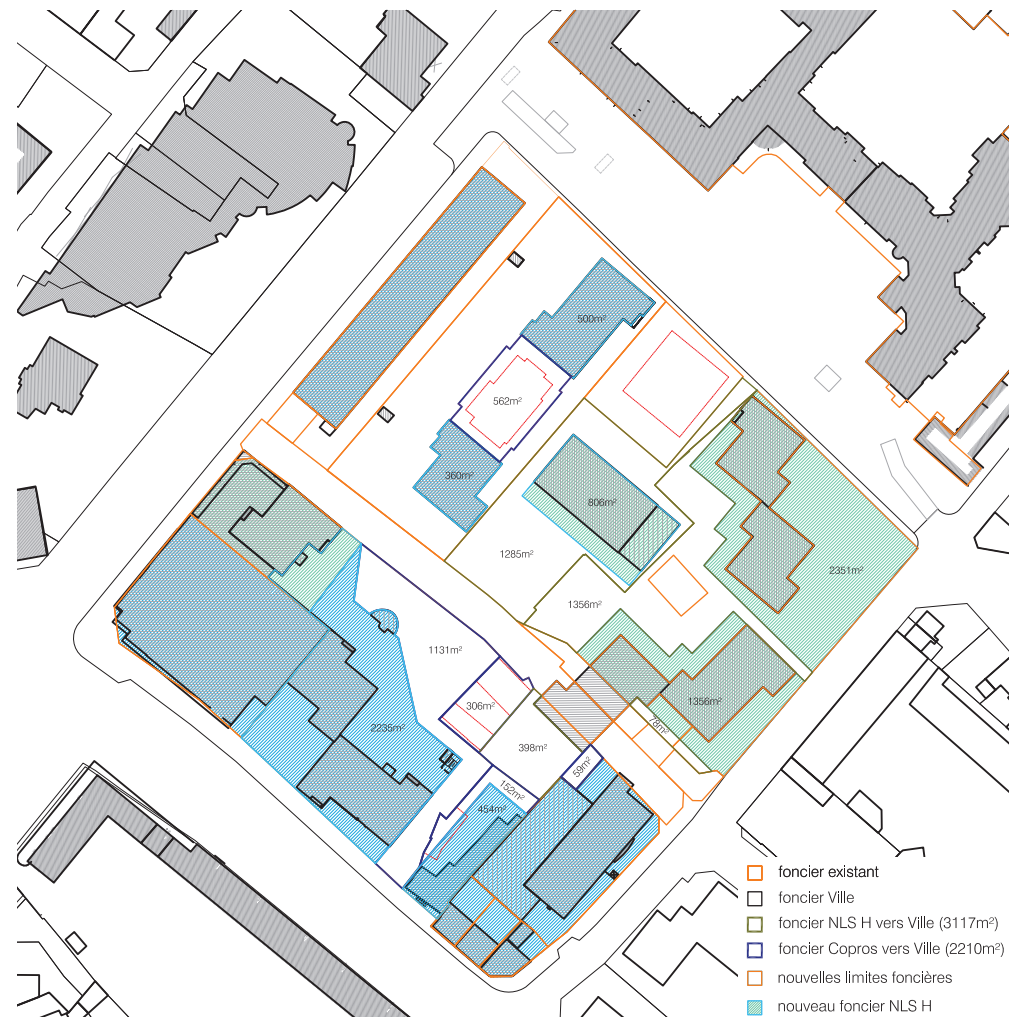 500m²
562m²
360m²
806m²
1285m²
2351m²
1356m²
1131m²
306m²
1356m²
78m²
2235m²
398m²
59m²
152m²
454m²
foncier existant
foncier Ville
foncier NLS H vers Ville (3117m²)
foncier Copros vers Ville (2210m²)
nouvelles limites foncières
nouveau foncier NLS H